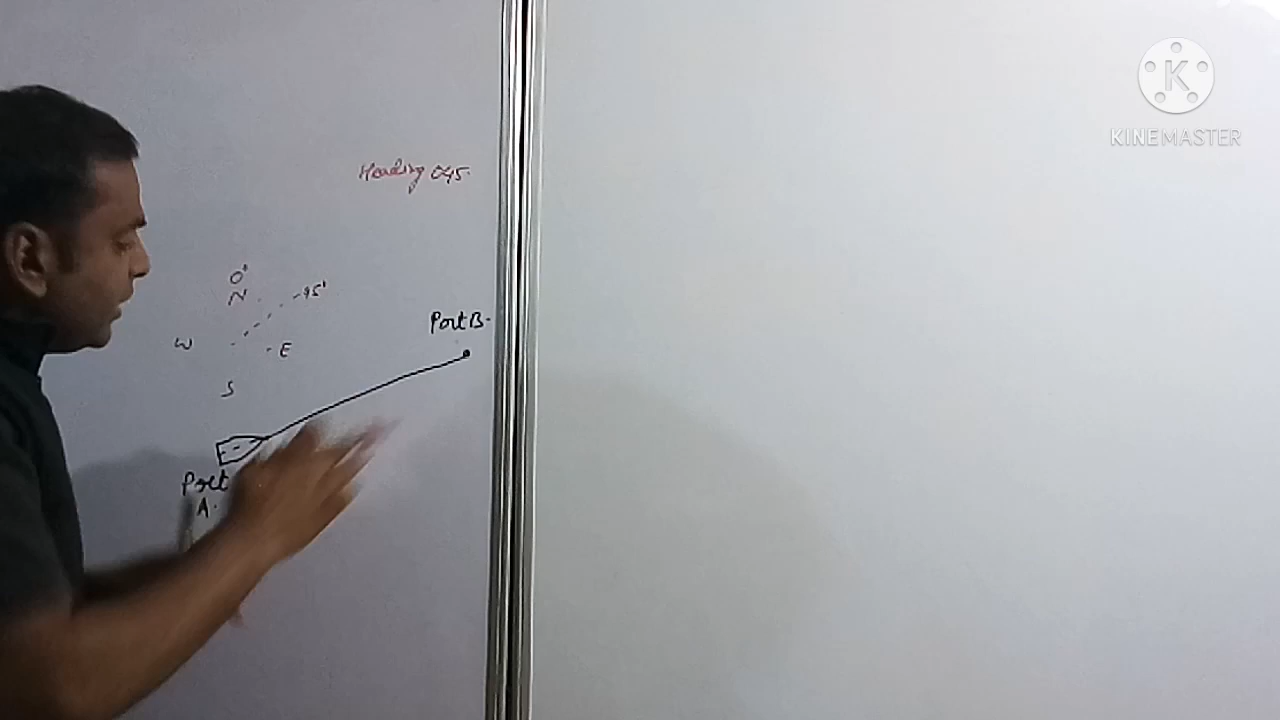 Heading 045.
0°
N
45°
W
E
S
Port B.
Port
A.
K
KINEMASTER